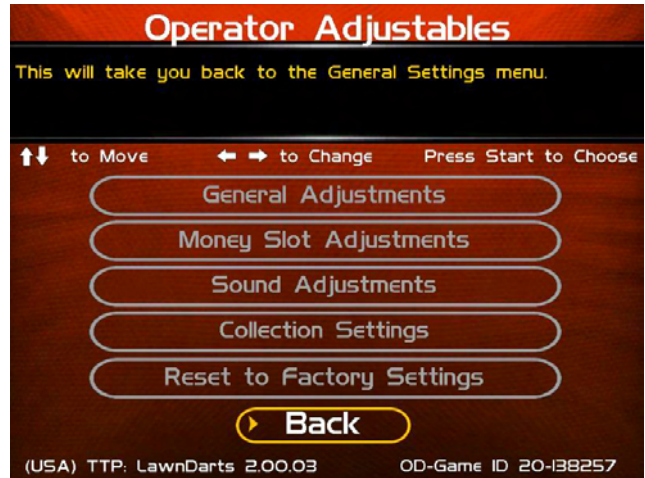 Operator Adjustables
This will take you back to the General Settings menu.
to Move to Change Press Start to Choose
General Adjustments
Money Slot Adjustments
Sound Adjustments
Collection Settings
Reset to Factory Settings
Back
(USA) TTP: LawnDarts 2.00.03 OD-Game ID 20-138257